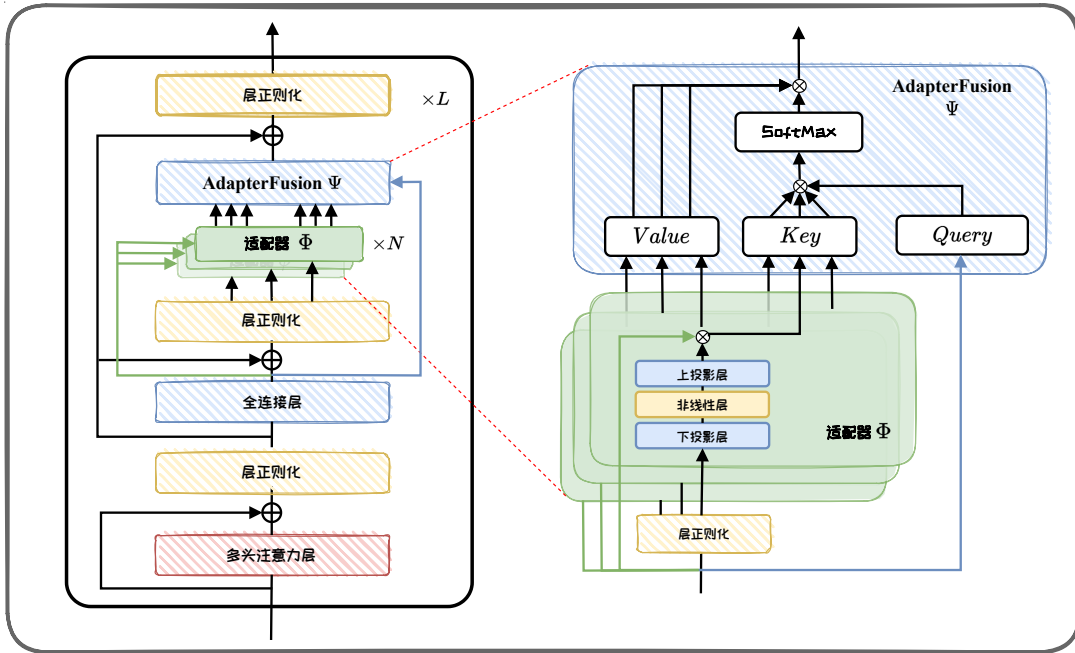 层正则化
×L
AdapterFusion Ψ
适配器 Φ
×N
层正则化
全连接层
层正则化
多头注意力层
AdapterFusion
Ψ
SoftMax
Value
Key
Query
上投影层
非线性层
下投影层
适配器 Φ
层正则化